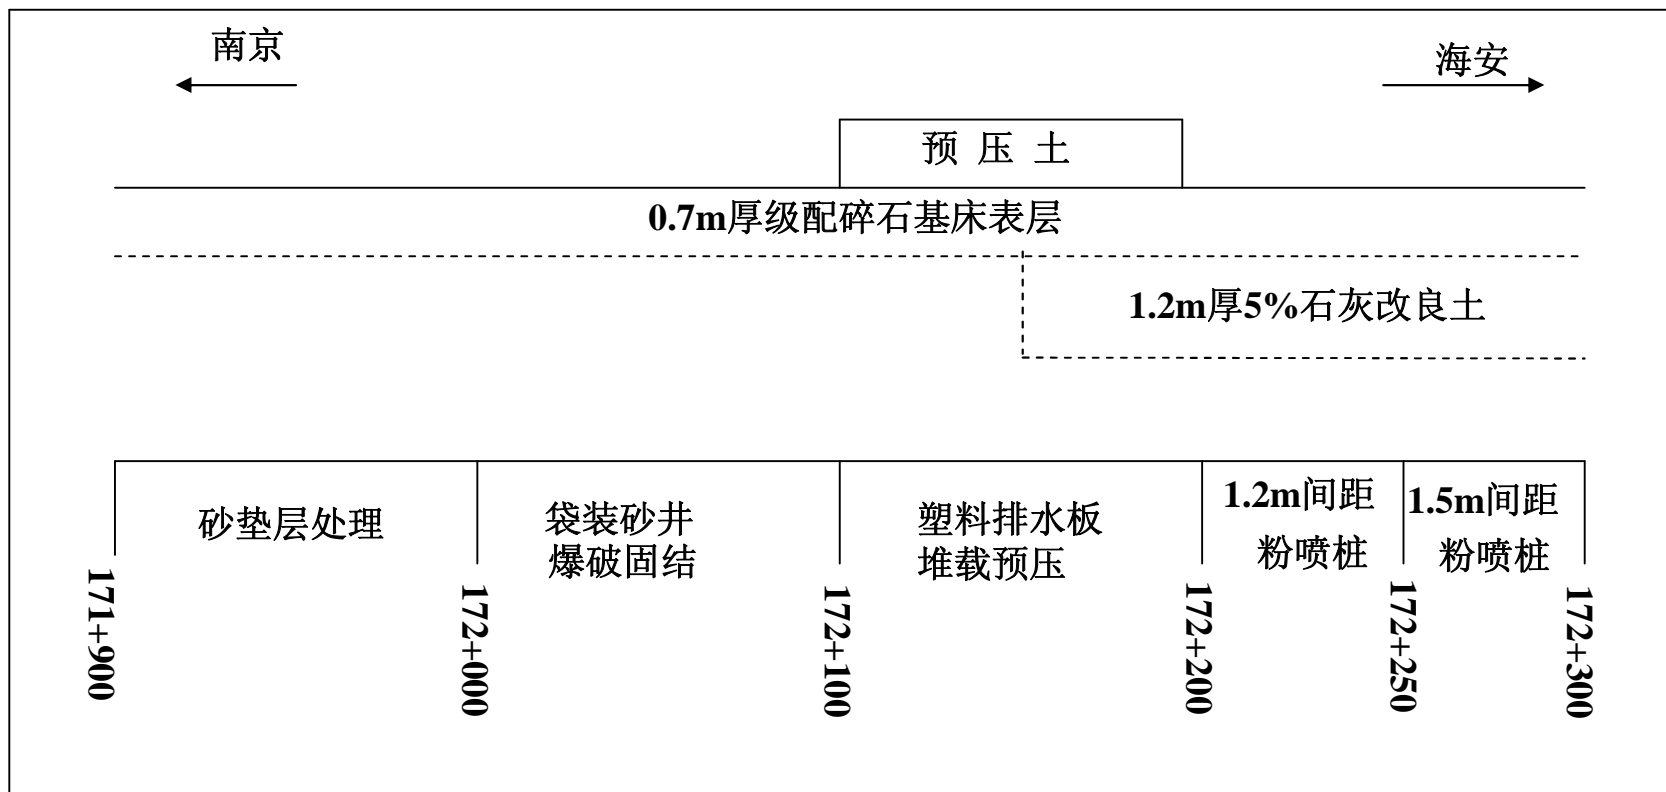 南京
海安
预 压 土
0.7m厚级配碎石基床表层
1.2m厚5%石灰改良土
砂垫层处理
袋装砂井
爆破固结
塑料排水板
堆载预压
1.2m间距
粉喷桩
1.5m间距
粉喷桩
171+900
172+000
172+100
172+200
172+250
172+300